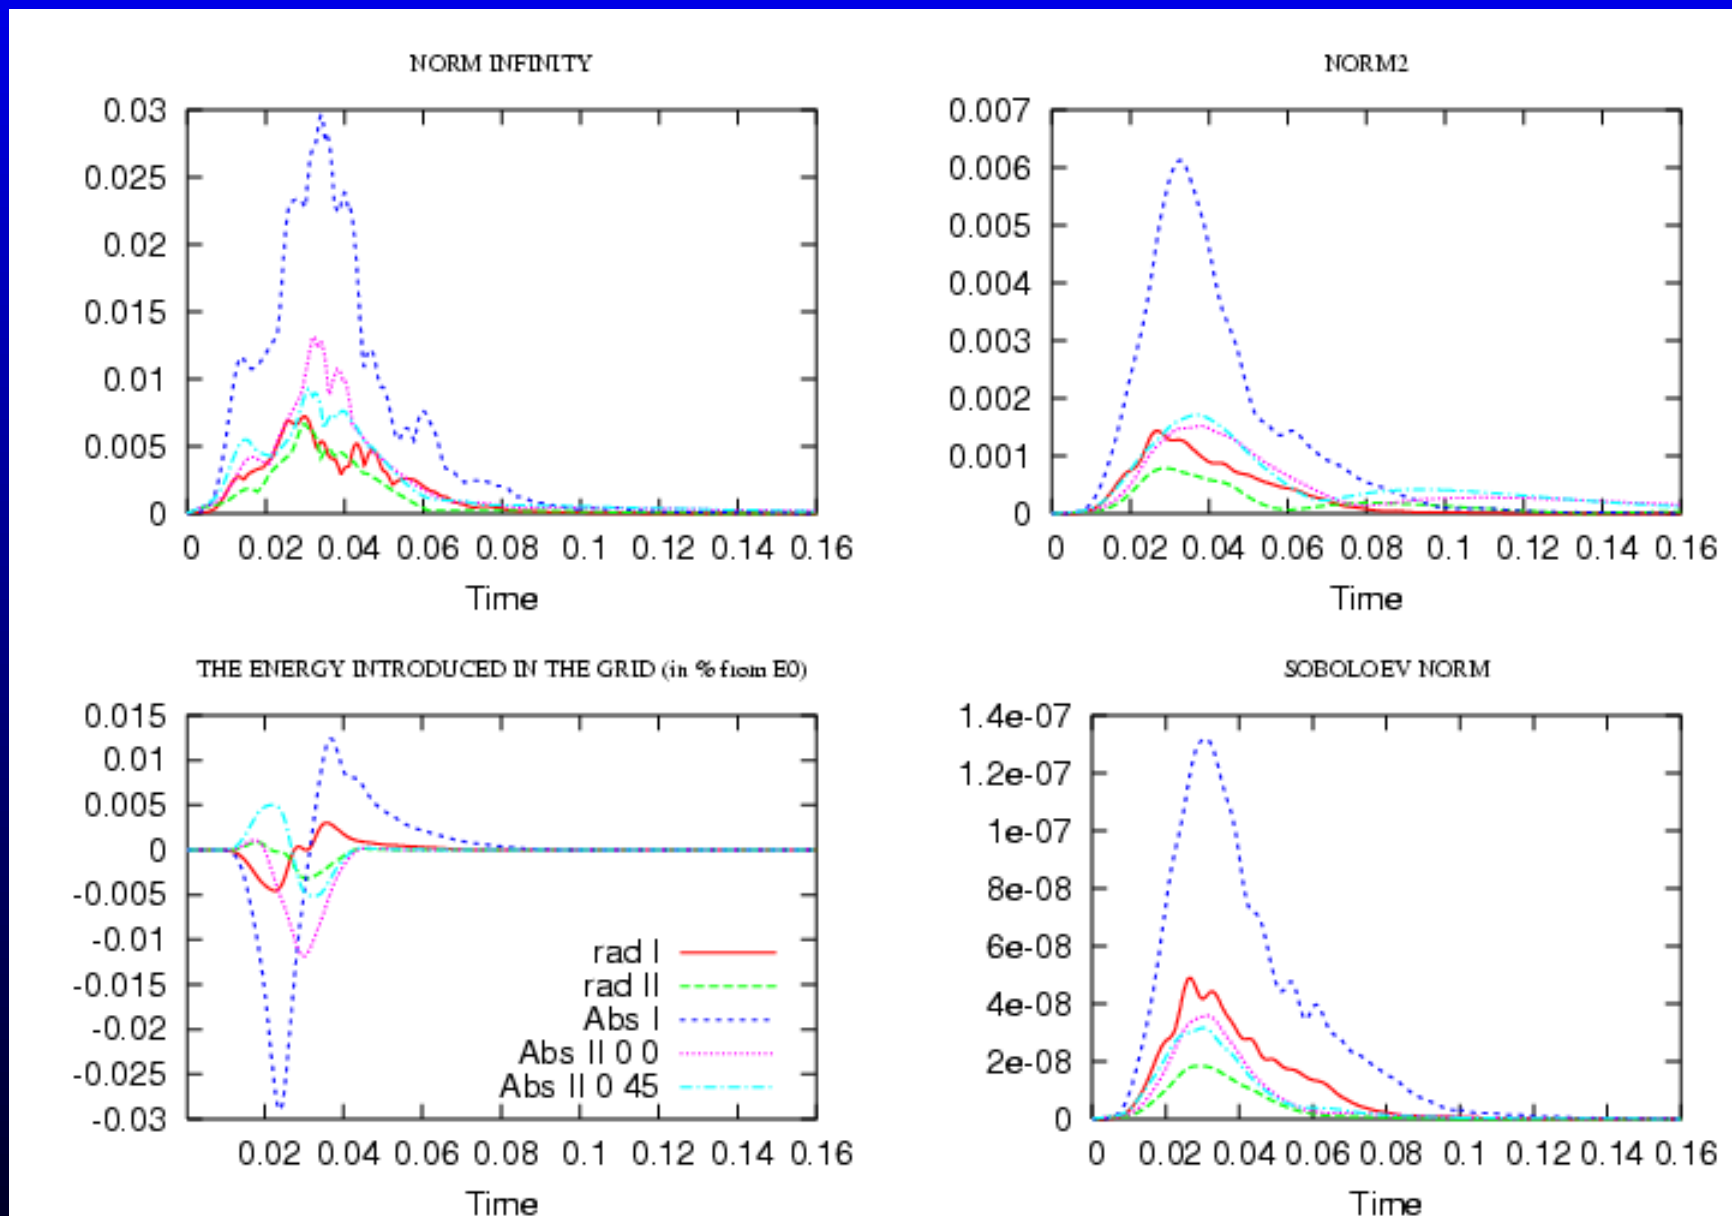 NORM INFINITY
0.03
0.025
0.02
0.015
0.01
0.005
0
0 0.02 0.04 0.06 0.08 0.1 0.12 0.14 0.16
Time
NORM2
0.007
0.006
0.005
0.004
0.003
0.002
0.001
0
0 0.02 0.04 0.06 0.08 0.1 0.12 0.14 0.16
Time
THE ENERGY INTRODUCED IN THE GRID (in % from E0)
0.015
0.01
0.005
0
-0.005
-0.01
-0.015
-0.02
-0.025
-0.03
rad I
rad II
Abs I
Abs II 0 0
Abs II 0 45
0.02 0.04 0.06 0.08 0.1 0.12 0.14 0.16
Time
SOBOLOEV NORM
1.4e-07
1.2e-07
1e-07
8e-08
6e-08
4e-08
2e-08
0
0 0.02 0.04 0.06 0.08 0.1 0.12 0.14 0.16
Time